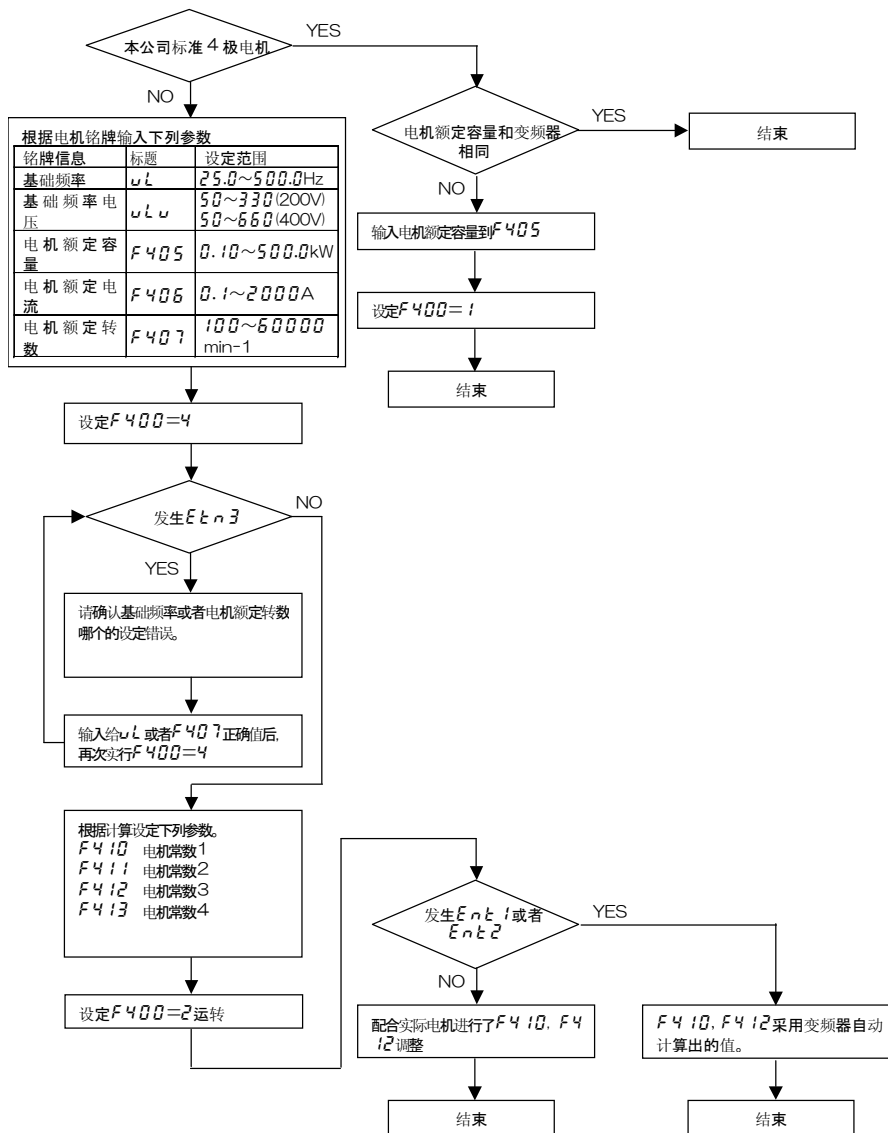 本公司标准4极电机
YES
NO
根据电机铭牌输入下列参数
铭牌信息 标题 设定范围
基础频率 uL 25.0~500.0Hz
基础频率电
压
uLu
50~330(200V)
50~660(400V)
电机额定容
量
F405 0.10~500.0kW
电机额定电
流
F406 0.1~2000A
电机额定转
数
F407
100~60000
min-1
设定F400=4
发生Etn3
NO
YES
请确认基础频率或者电机额定转数
哪个的设定错误。
输入给uL或者F407正确值后,
再次实行F400=4
根据计算设定下列参数。
F410 电机常数1
F411 电机常数2
F412 电机常数3
F413 电机常数4
设定F400=2运转
电机额定容量和变频器
相同
YES
结束
NO
输入电机额定容量到F405
设定F400=1
结束
发生Ent1或者
Ent2
YES
NO
配合实际电机进行了F410, F4
12调整
结束
F410, F412采用变频器自动
计算出的值。
结束